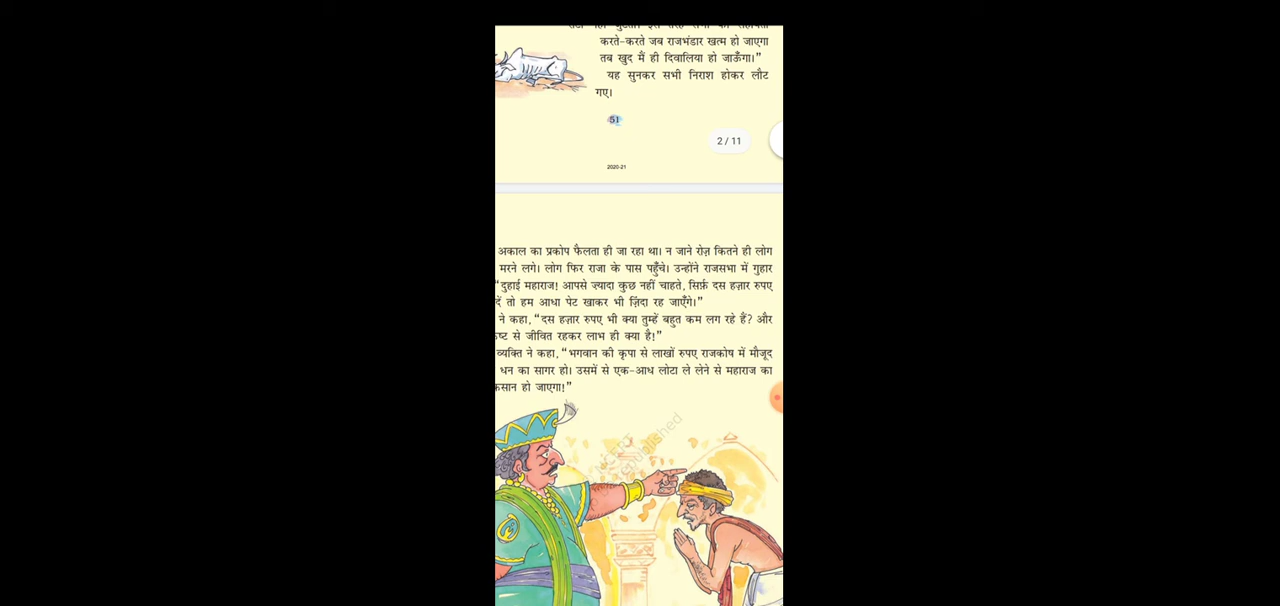 करते-करते जब राजभंडार खत्म हो जाएगा
तब खुद मैं ही दिवालिया हो जाऊँगा।”
यह सुनकर सभी निराश होकर लौट
गए।
51
2 / 11
2020-21
अकाल का प्रकोप फैलता ही जा रहा था। न जाने रोज़ कितने ही लोग
मरने लगे। लोग फिर राजा के पास पहुँचे। उन्होंने राजसभा में गुहार
“दुहाई महाराज! आपसे ज्यादा कुछ नहीं चाहते, सिर्फ़ दस हज़ार रुपए
दें तो हम आधा पेट खाकर भी ज़िंदा रह जाएँगे।”
ने कहा, “दस हज़ार रुपए भी क्या तुम्हें बहुत कम लग रहे हैं? और
से जीवित रहकर लाभ ही क्या है!”
व्यक्ति ने कहा, “भगवान की कृपा से लाखों रुपए राजकोष में मौजूद
धन का सागर हो। उसमें से एक-आध लोटा ले लेने से महाराज का
हो जाएगा!”
NCERT
republished